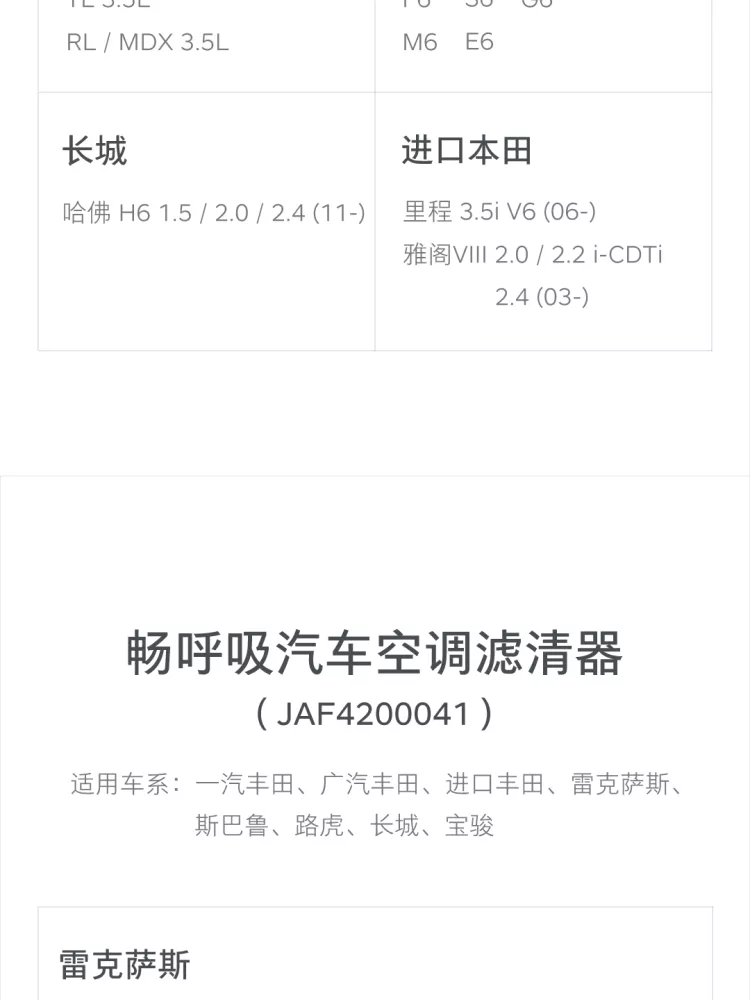 RL / MDX 3.5L
M6 E6
长城
哈佛 H6 1.5 / 2.0 / 2.4 (11-)
进口本田
里程 3.5i V6 (06-)
雅阁VIII 2.0 / 2.2 i-CDTi
2.4 (03-)
畅呼吸汽车空调滤清器
( JAF4200041 )
适用车系：一汽丰田、广汽丰田、进口丰田、雷克萨斯、
斯巴鲁、路虎、长城、宝骏
雷克萨斯